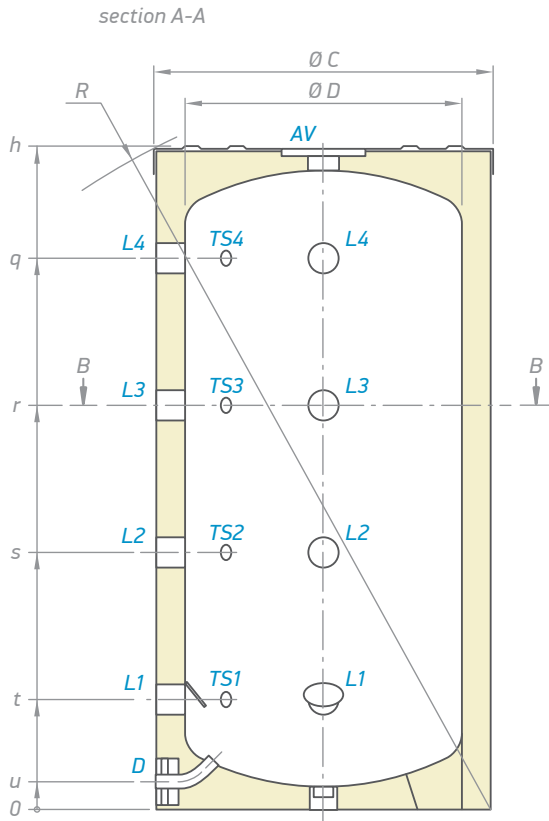 section A-A
Ø C
R
Ø D
h
AV
L4
TS4
L4
q
B
B
L3
TS3
L3
r
L2
TS2
L2
s
L1
TS1
L1
t
D
u
0